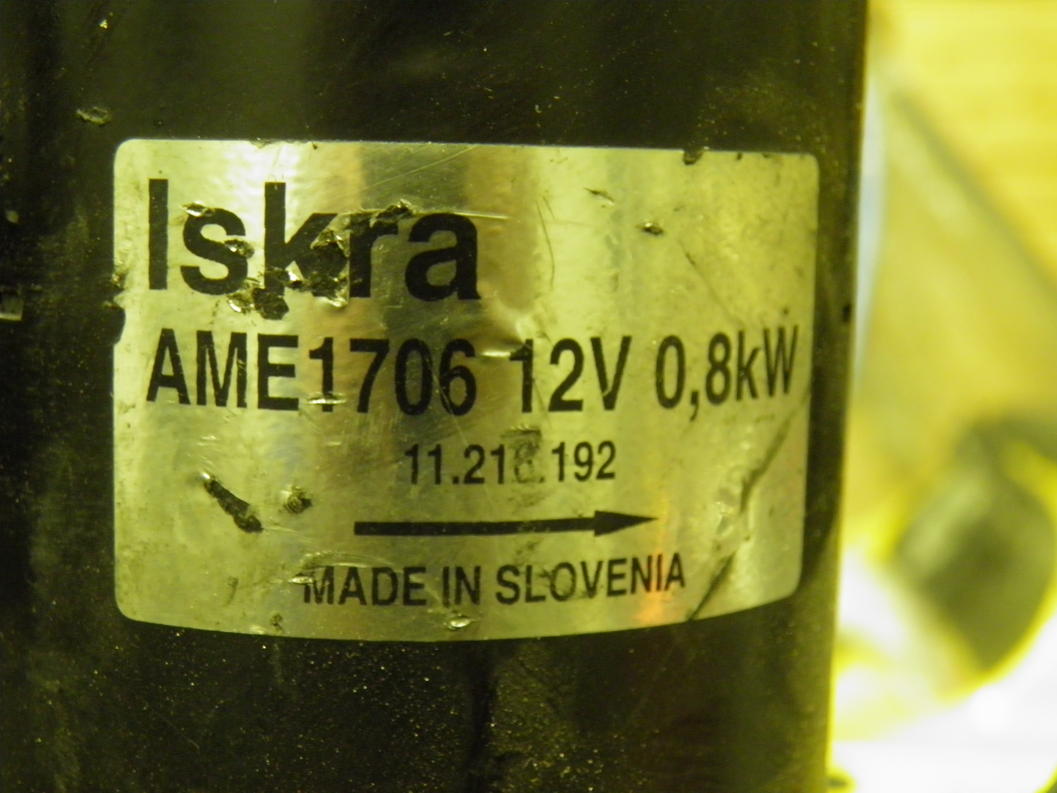 Iskra
AME1706 12V 0,8kW
MADE IN SLOVENIA